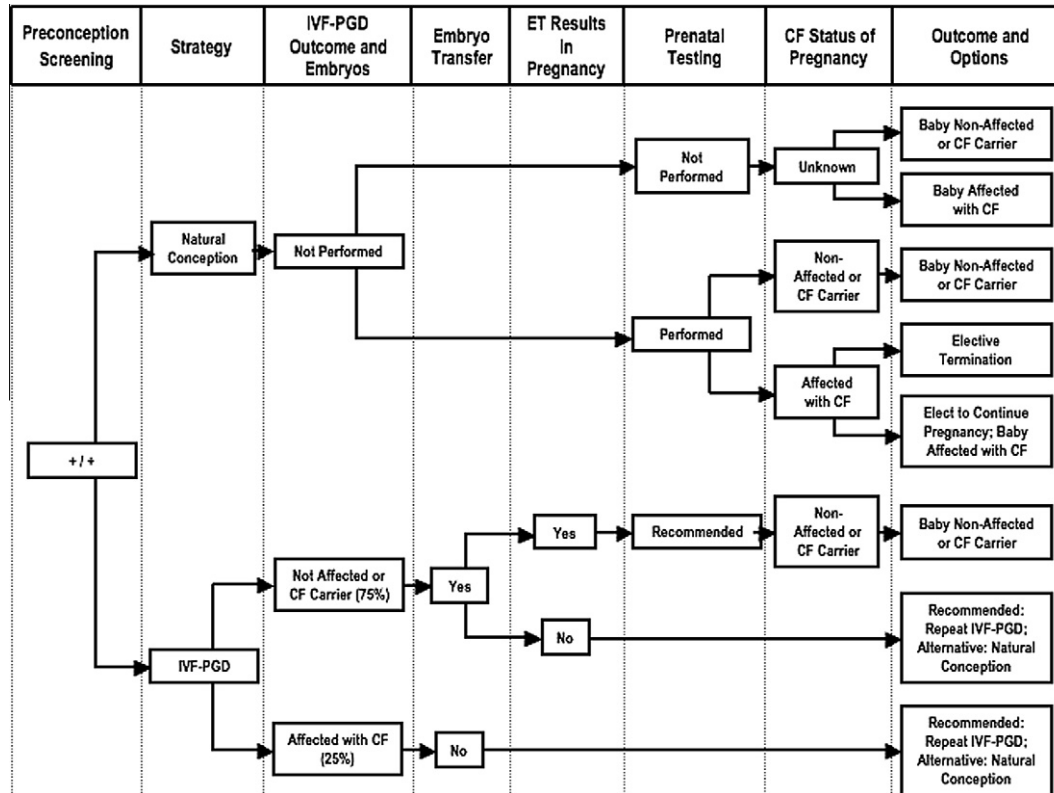 Preconception
Screening
Strategy
IVF-PGD
Outcome and
Embryos
Embryo
Transfer
ET Results
in
Pregnancy
Prenatal
Testing
CF Status of
Pregnancy
Outcome and
Options
+ / +
Natural
Conception
Not Performed
Not
Performed
Unknown
Baby Non-Affected
or CF Carrier
Baby Affected
with CF
Performed
Non-
Affected or
CF Carrier
Baby Non-Affected
or CF Carrier
Affected
with CF
Elective
Termination
Elect to Continue
Pregnancy; Baby
Affected with CF
IVF-PGD
Not Affected or
CF Carrier (75%)
Yes
Yes
Recommended
Non-
Affected or
CF Carrier
Baby Non-Affected
or CF Carrier
No
Recommended:
Repeat IVF-PGD;
Alternative: Natural
Conception
Affected with CF
(25%)
No
Recommended:
Repeat IVF-PGD;
Alternative: Natural
Conception